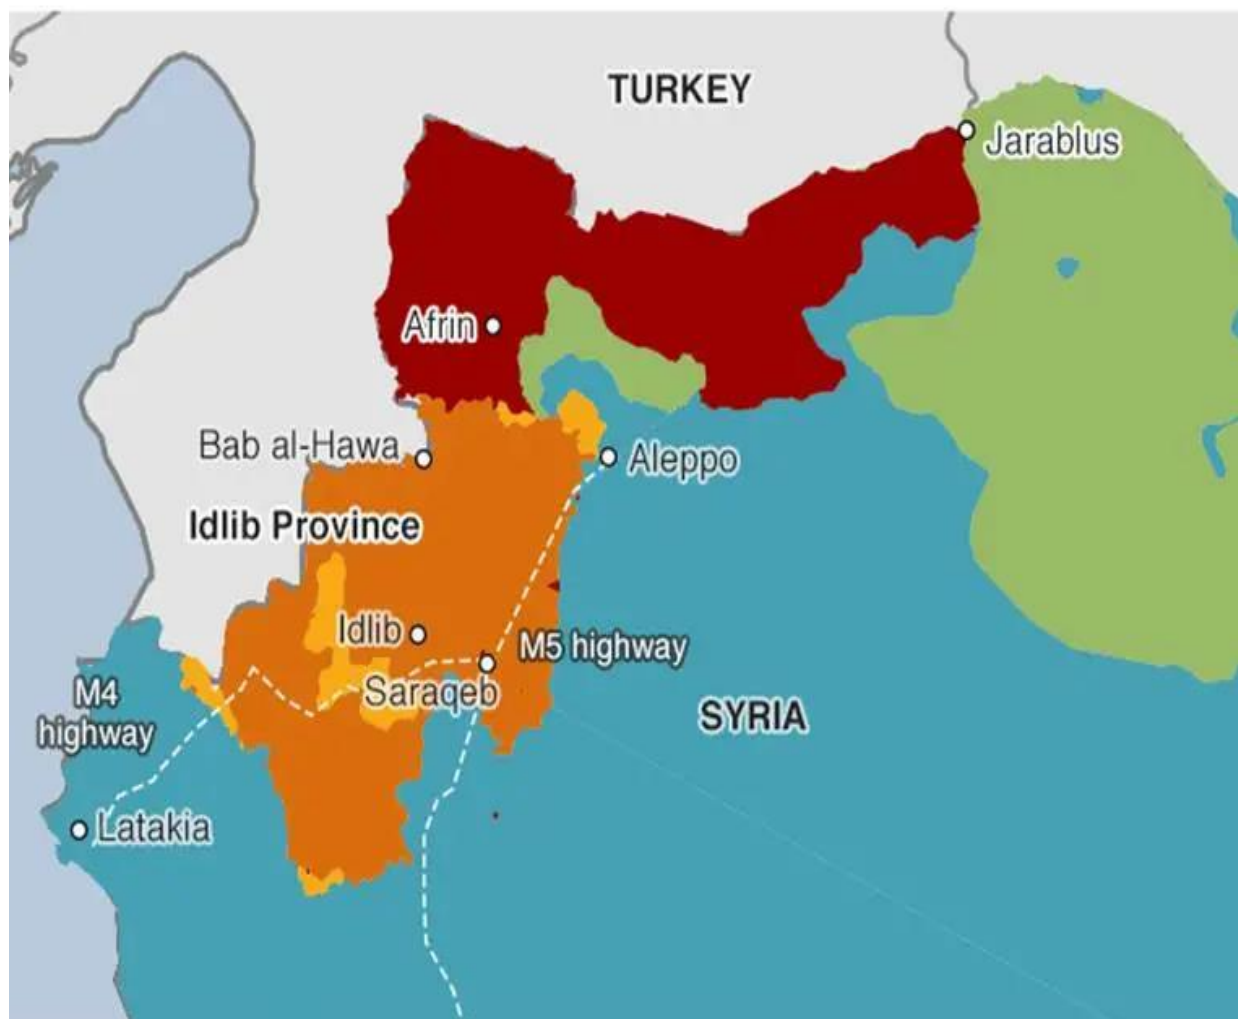 TURKEY
Jarablus
Afrin
Bab al-Hawa
Aleppo
Idlib Province
Idlib
M5 highway
Saraqeb
M4
highway
SYRIA
Latakia